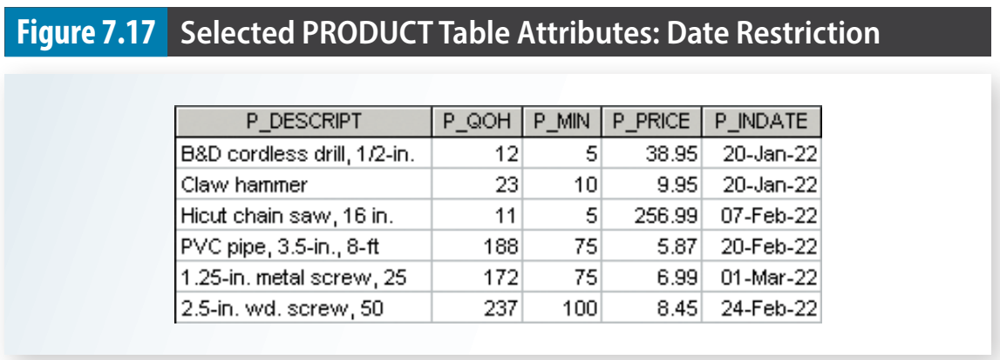 Figure 7.17 Selected PRODUCT Table Attributes: Date Restriction
P_DESCRIPT P_QOH P_MIN P_PRICE P_INDATE
B&D cordless drill, 1/2-in. 12 5 38.95 20-Jan-22
Claw hammer 23 10 9.95 20-Jan-22
Hicut chain saw, 16 in. 11 5 256.99 07-Feb-22
PVC pipe, 3.5-in., 8-ft 188 75 5.87 20-Feb-22
1.25-in. metal screw, 25 172 75 6.99 01-Mar-22
2.5-in. wd. screw, 50 237 100 8.45 24-Feb-22